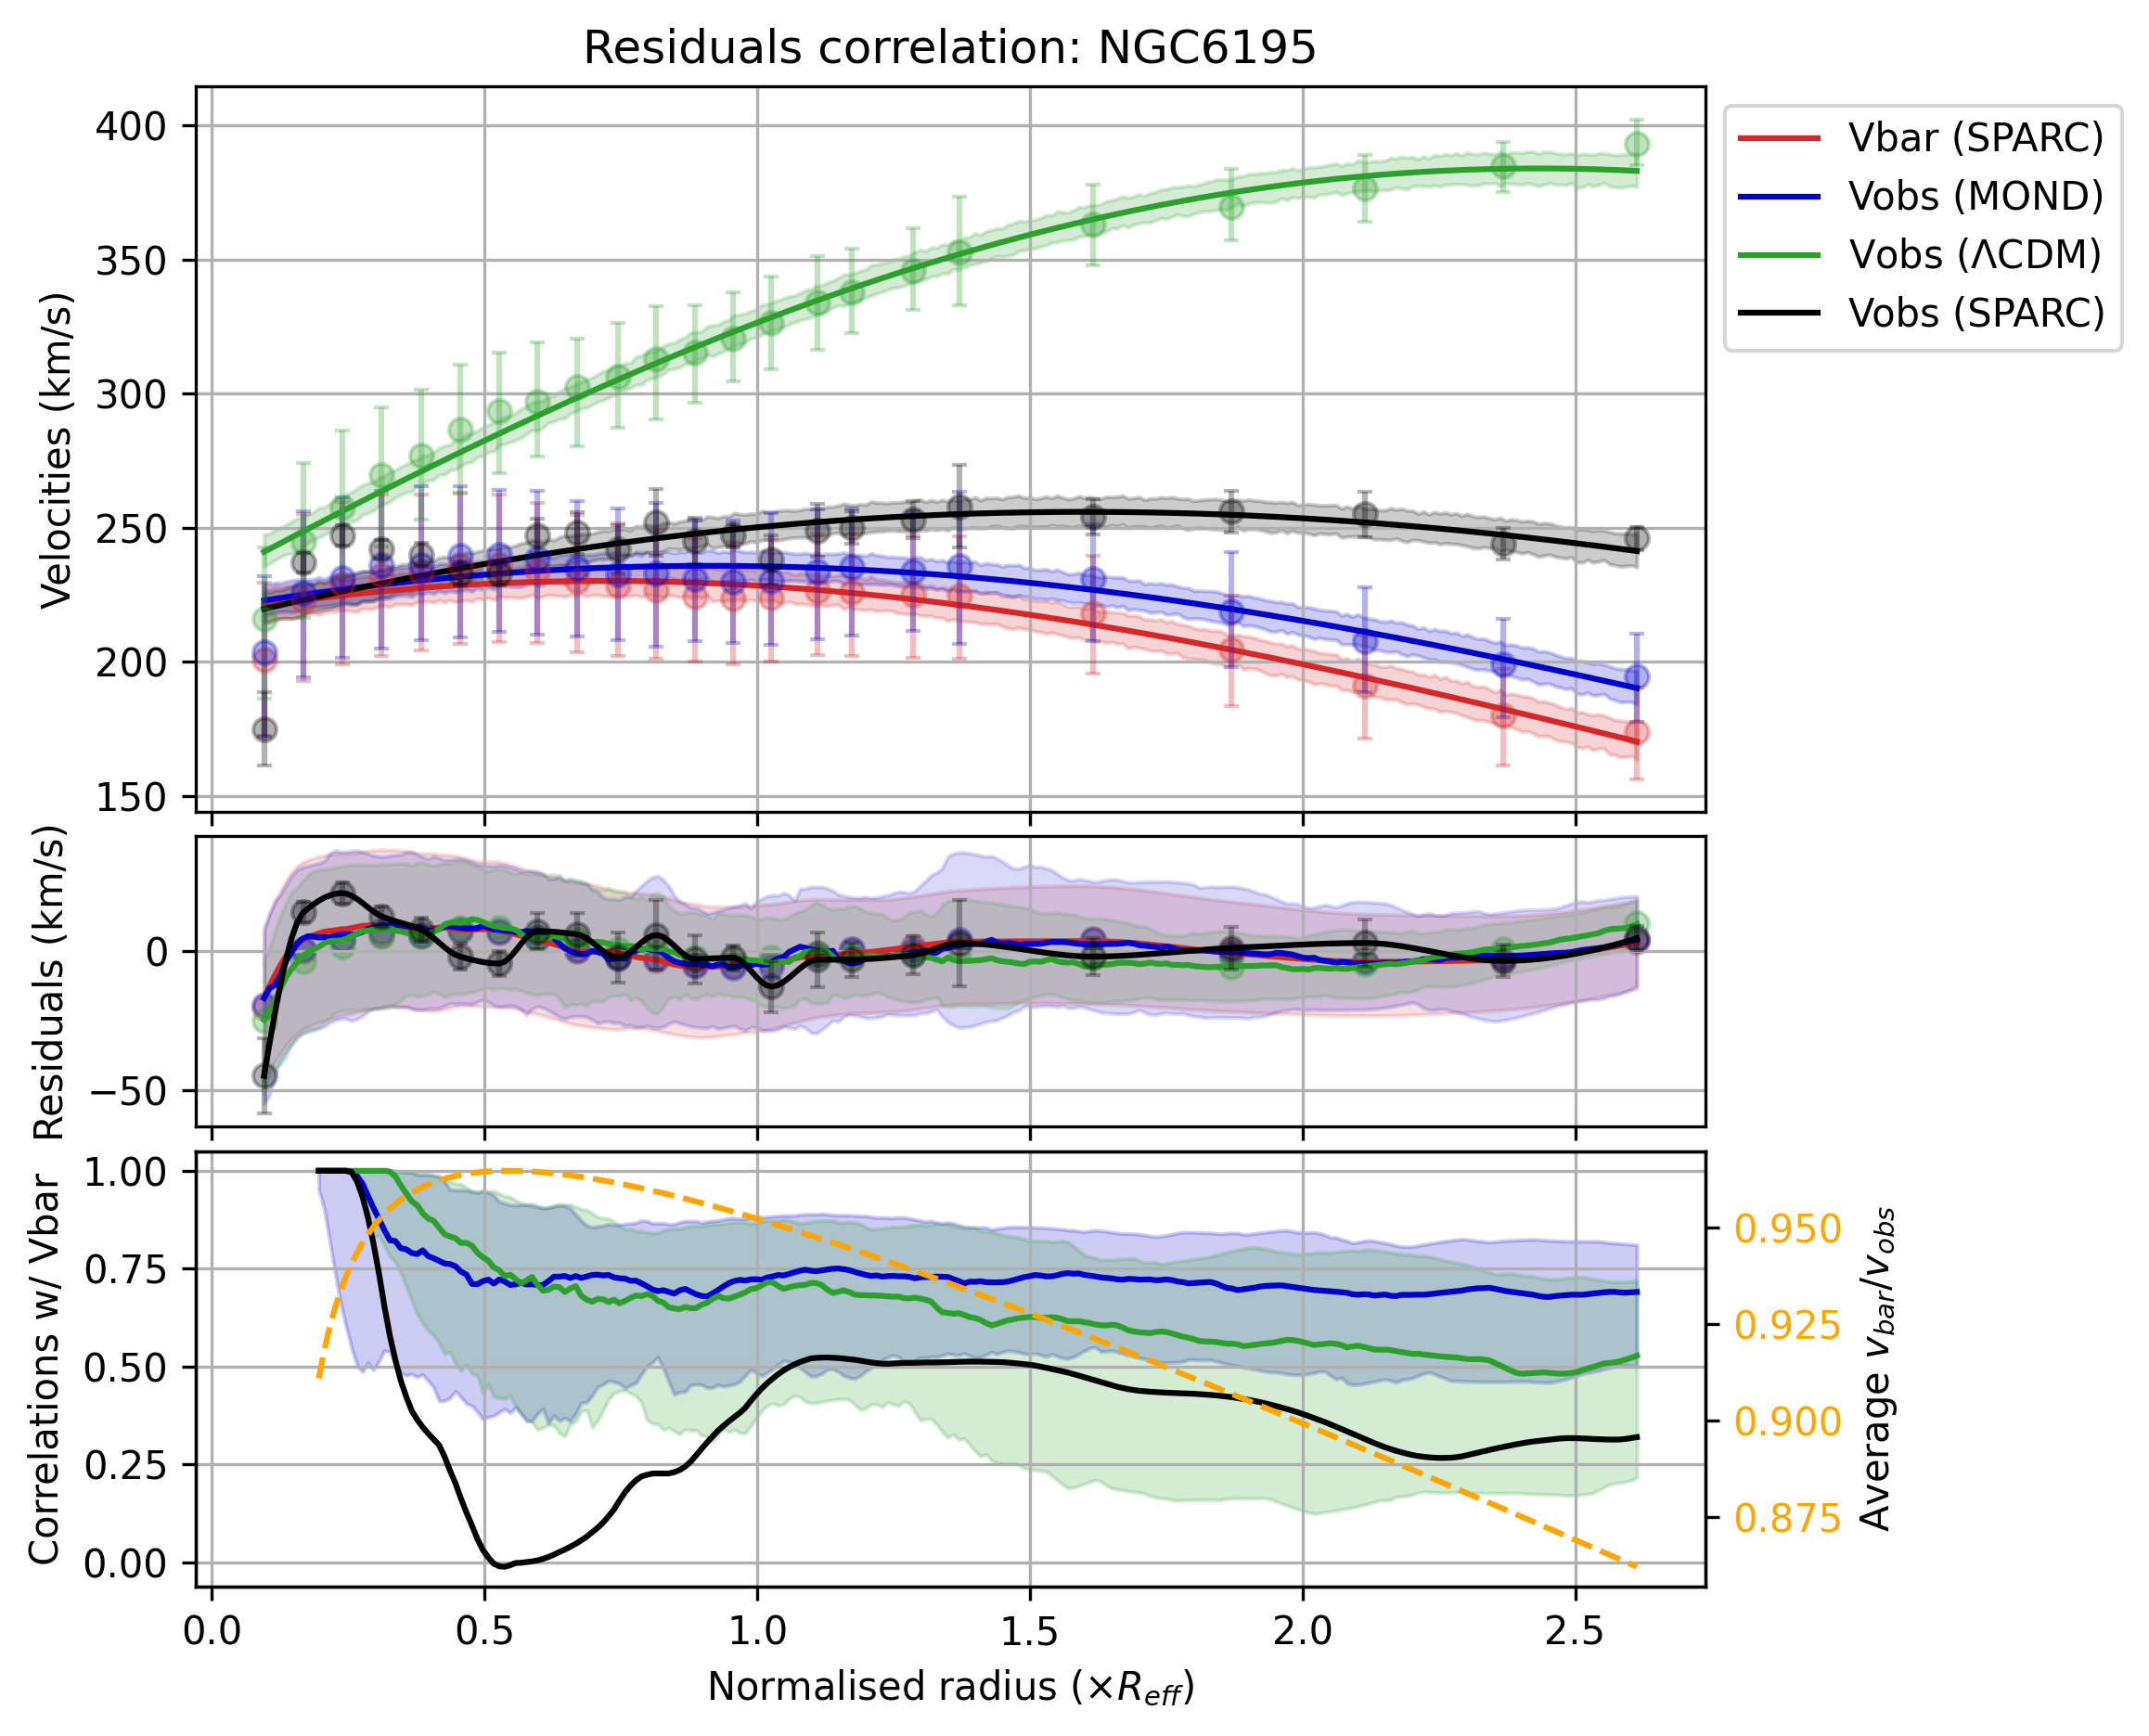 Residuals correlation: NGC6195
400
350
300
250
200
150
Velocities (km/s)
Vbar (SPARC)
Vobs (MOND)
Vobs (ΛCDM)
Vobs (SPARC)
0
−50
Residuals (km/s)
1.00
0.75
0.50
0.25
0.00
Correlations w/ Vbar
0.950
0.925
0.900
0.875
Average v_bar/v_obs
0.0 0.5 1.0 1.5 2.0 2.5
Normalised radius (×R_eff)